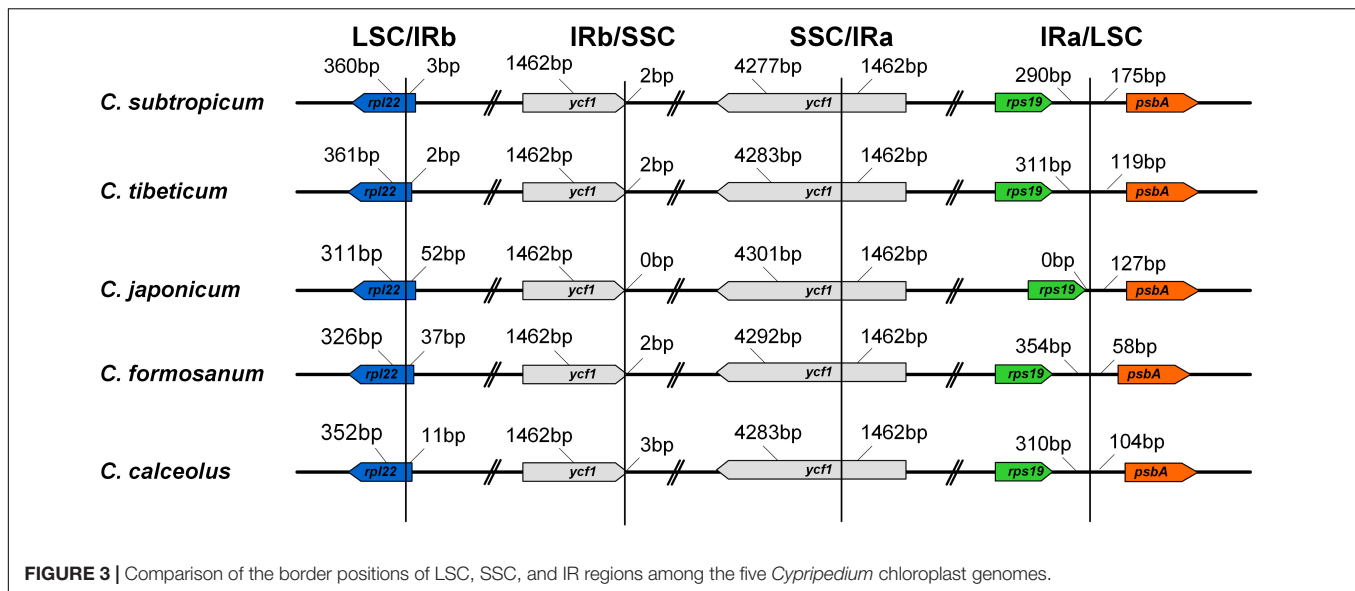 LSC/IRb IRb/SSC SSC/IRa IRa/LSC
360bp 3bp 1462bp 2bp 4277bp 1462bp 290bp 175bp
C. subtropicum rpl22 ycf1 ycf1 rps19 psbA
361bp 2bp 1462bp 2bp 4283bp 1462bp 311bp 119bp
C. tibeticum rpl22 ycf1 ycf1 rps19 psbA
311bp 52bp 1462bp 0bp 4301bp 1462bp 0bp 127bp
C. japonicum rpl22 ycf1 ycf1 rps19 psbA
326bp 37bp 1462bp 2bp 4292bp 1462bp 354bp 58bp
C. formosanum rpl22 ycf1 ycf1 rps19 psbA
352bp 11bp 1462bp 3bp 4283bp 1462bp 310bp 104bp
C. calceolus rpl22 ycf1 ycf1 rps19 psbA
FIGURE 3 | Comparison of the border positions of LSC, SSC, and IR regions among the five Cypripedium chloroplast genomes.